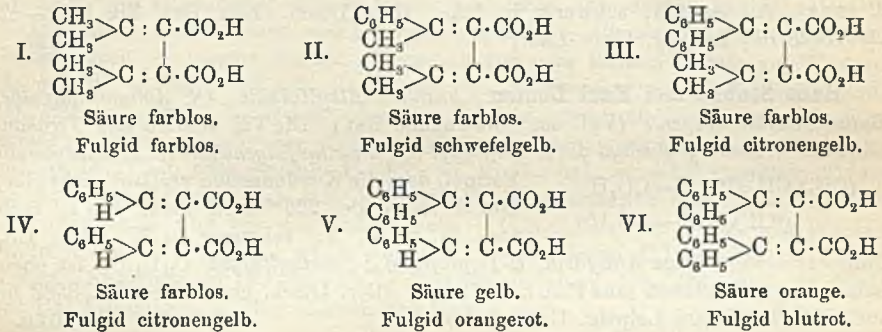 I. CH₃ CH₃ > C : C·CO₂H
CH₃ CH₃ > C : C·CO₂H
Säure farblos.
Fulgid farblos.
II. C₆H₅ CH₃ > C : C·CO₂H
CH₃ CH₃ > C : C·CO₂H
Säure farblos.
Fulgid schwefelgelb.
III. C₆H₅ C₆H₅ > C : C·CO₂H
CH₃ CH₃ > C : C·CO₂H
Säure farblos.
Fulgid citronengelb.
IV. C₆H₅ H > C : C·CO₂H
C₆H₅ H > C : C·CO₂H
Säure farblos.
Fulgid citronengelb.
V. C₆H₅ C₆H₅ > C : C·CO₂H
C₆H₅ H > C : C·CO₂H
Säure gelb.
Fulgid orangerot.
VI. C₆H₅ C₆H₅ > C : C·CO₂H
C₆H₅ C₆H₅ > C : C·CO₂H
Säure orange.
Fulgid blutrot.